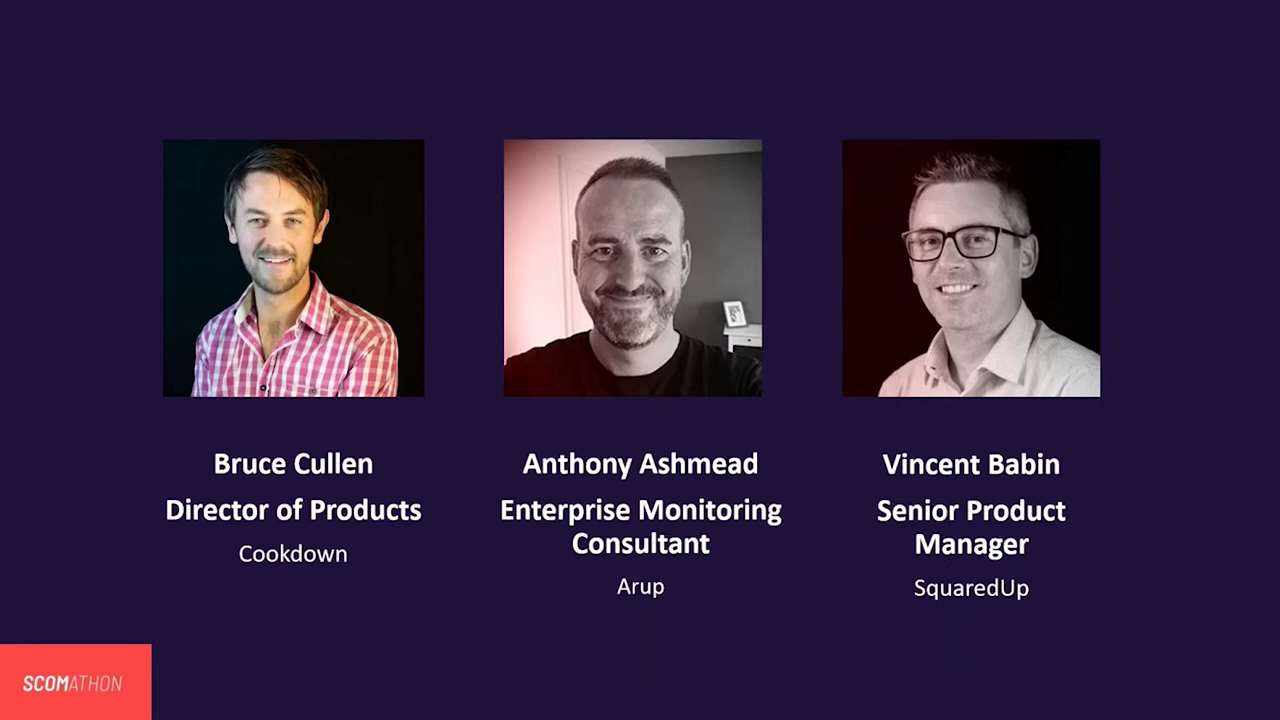 Bruce Cullen
Director of Products
Cookdown
Anthony Ashmead
Enterprise Monitoring
Consultant
Arup
Vincent Babin
Senior Product
Manager
SquaredUp
SCOMATHON